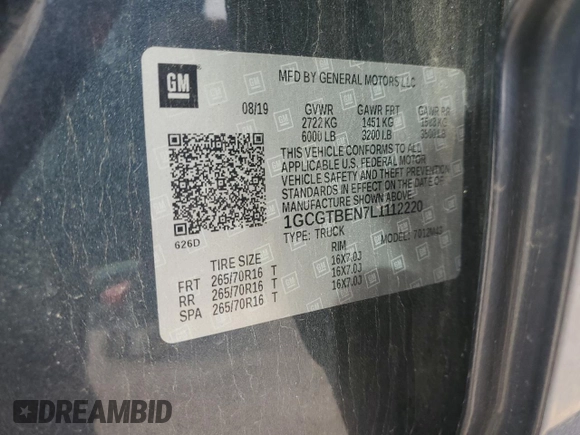 GM
MFD BY GENERAL MOTORS LLC
08/19 GVWR GAWR FRT GAWR RR
2722 KG 1451 KG
6000 LB 3200 LB
THIS VEHICLE CONFORMS TO ALL
APPLICABLE U.S. FEDERAL MOTOR
VEHICLE SAFETY AND THEFT PREVENTION
STANDARDS IN EFFECT ON THE DATE OF
MANUFACTURE SHOWN ABOVE.
1GCGTBEN7L1112220
626D
TYPE: TRUCK MODEL:
TIRE SIZE RIM
FRT 265/70R16 T 16X7.0J
RR 265/70R16 T 16X7.0J
SPA 265/70R16 T 16X7.0J
DREAMBID